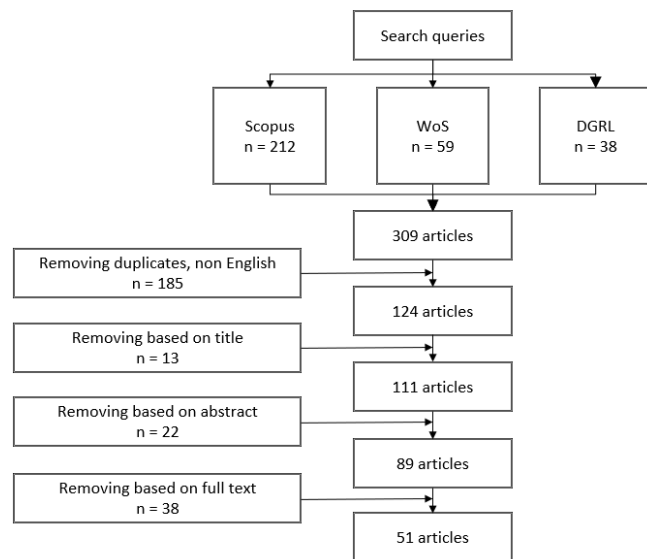 Search queries
Scopus
n = 212
WoS
n = 59
DGRL
n = 38
309 articles
Removing duplicates, non English
n = 185
124 articles
Removing based on title
n = 13
111 articles
Removing based on abstract
n = 22
89 articles
Removing based on full text
n = 38
51 articles